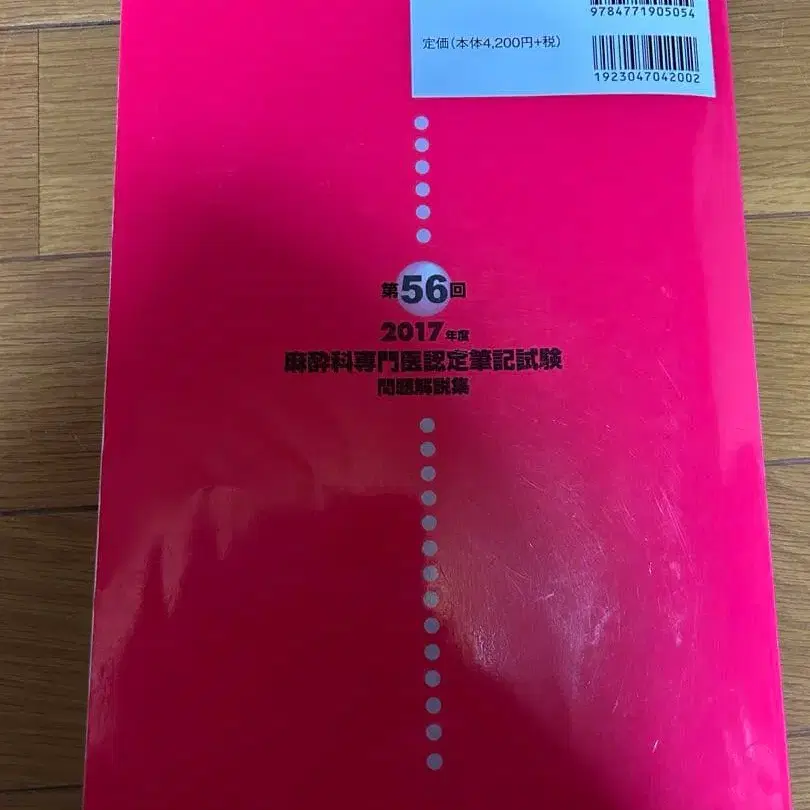 9784771905054
定価(本体4,200円+税)
1923047042002
第56回
2017年度
麻酔科専門医認定筆記試験
問題解説集